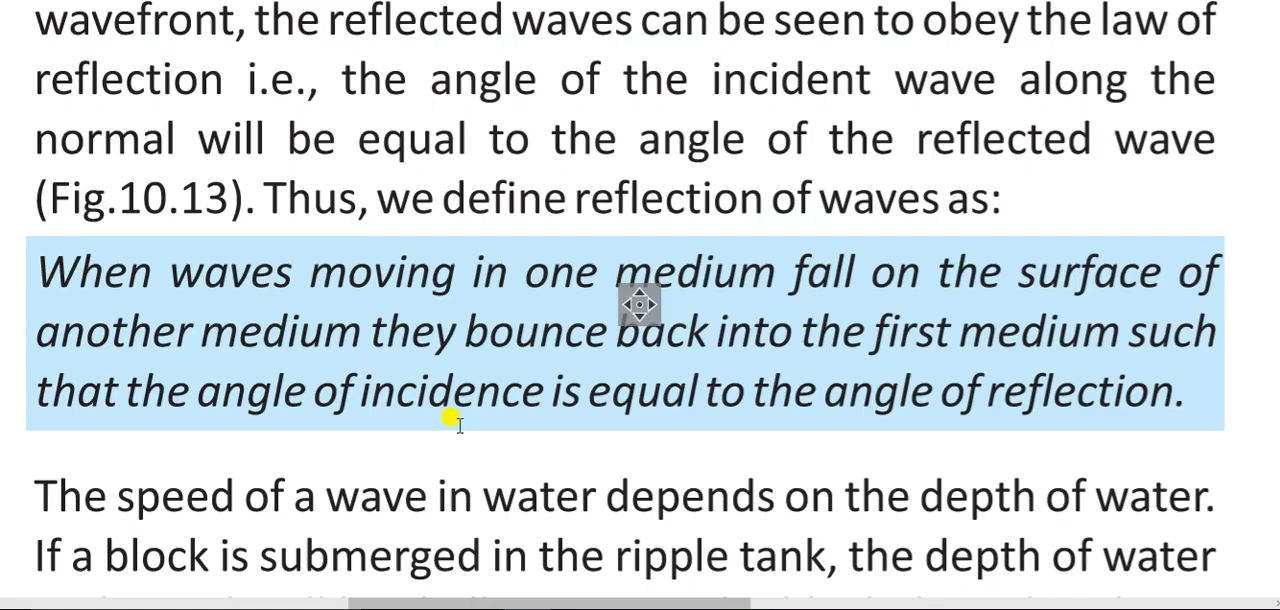 wavefront, the reflected waves can be seen to obey the law of
reflection i.e., the angle of the incident wave along the
normal will be equal to the angle of the reflected wave
(Fig.10.13). Thus, we define reflection of waves as:
When waves moving in one medium fall on the surface of
another medium they bounce back into the first medium such
that the angle of incidence is equal to the angle of reflection.
The speed of a wave in water depends on the depth of water.
If a block is submerged in the ripple tank, the depth of water